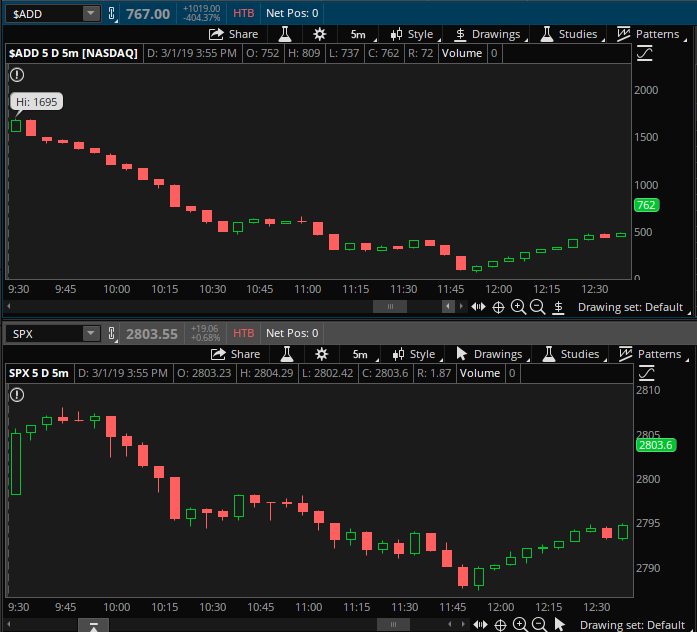 $ADD 767.00 +1019.00 -404.37% HTB Net Pos: 0
Share 5m Style $ Drawings Studies Patterns
$ADD 5 D 5m [NASDAQ] D: 3/1/19 3:55 PM O: 752 H: 809 L: 737 C: 762 R: 72 Volume 0
Hi: 1695
2000
1500
1000
762
500
0
9:30 9:45 10:00 10:15 10:30 10:45 11:00 11:15 11:30 11:45 12:00 12:15 12:30
$ Drawing set: Default
SPX 2803.55 +19.06 +0.68% HTB Net Pos: 0
Share 5m Style Drawings Studies Patterns
SPX 5 D 5m D: 3/1/19 3:55 PM O: 2803.23 H: 2804.29 L: 2802.42 C: 2803.6 R: 1.87 Volume 0
2810
2805
2803.6
2800
2795
2790
9:30 9:45 10:00 10:15 10:30 10:45 11:00 11:15 11:30 11:45 12:00 12:15 12:30
Drawing set: Default